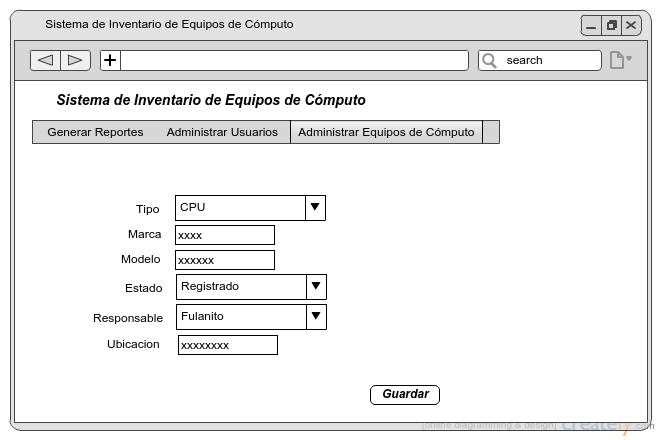 Sistema de Inventario de Equipos de Cómputo
search
Sistema de Inventario de Equipos de Cómputo
Generar Reportes Administrar Usuarios Administrar Equipos de Cómputo
Tipo CPU
Marca xxxx
Modelo xxxxxx
Estado Registrado
Responsable Fulanito
Ubicacion xxxxxxxx
Guardar
[online diagramming & design] creately.com